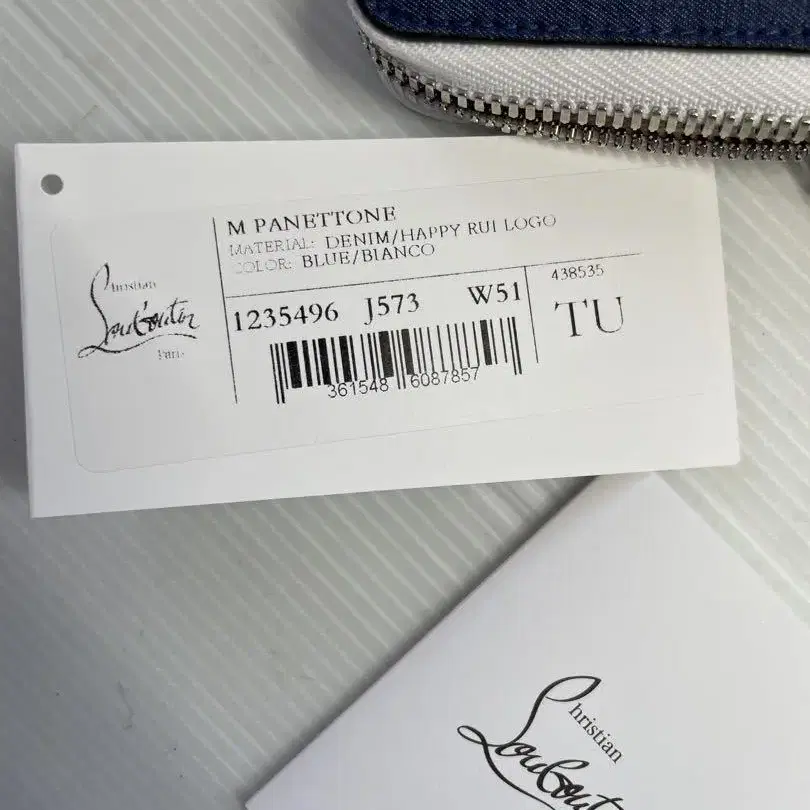 M PANETTONE
MATERIAL: DENIM/HAPPY RUI LOGO
COLOR: BLUE/BIANCO
1235496 J573 W51
438535
TU
361548 6087857
Christian
Louboutin
Paris
Christian
Louboutin